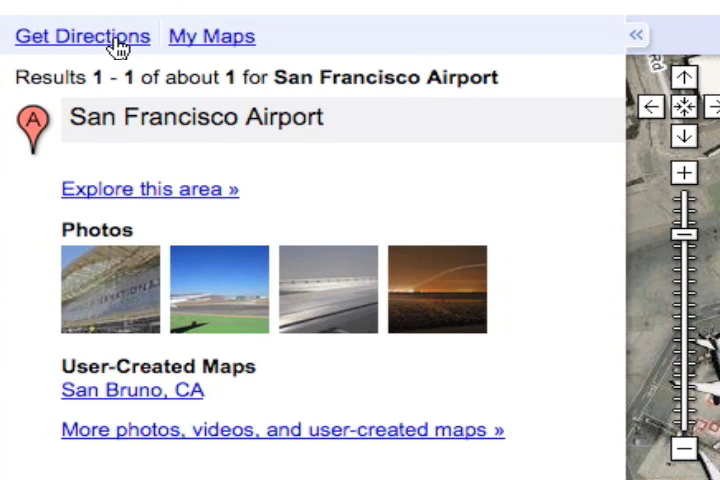 Get Directions My Maps
«
Rd
Results 1 - 1 of about 1 for San Francisco Airport
A
San Francisco Airport
Explore this area »
Photos
User-Created Maps
San Bruno, CA
More photos, videos, and user-created maps »